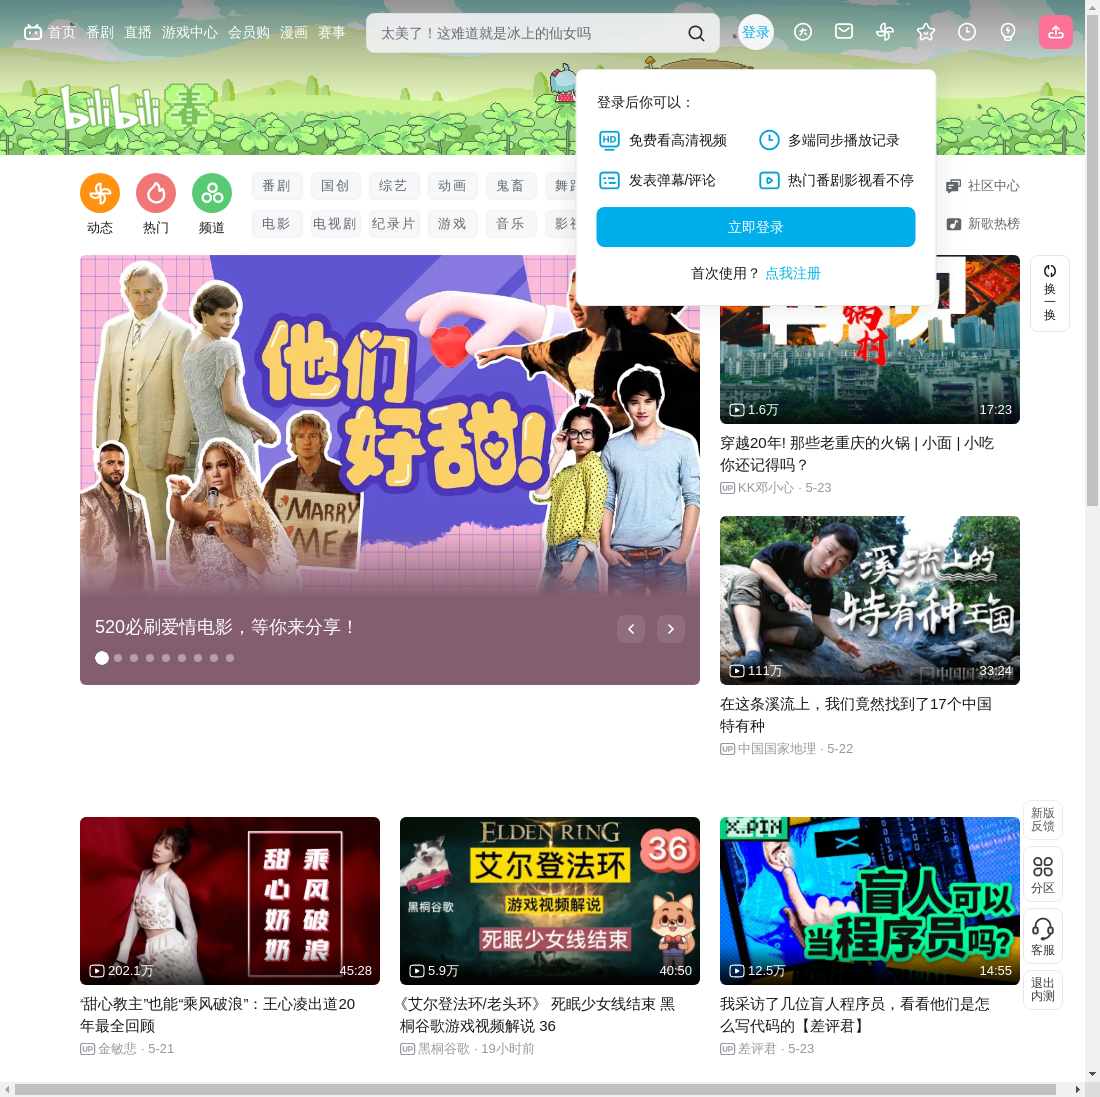 首页 番剧 直播 游戏中心 会员购 漫画 赛事
太美了！这难道就是冰上的仙女吗
登录
bilibili 春
登录后你可以：
免费看高清视频
多端同步播放记录
发表弹幕/评论
热门番剧影视看不停
立即登录
首次使用？ 点我注册
动态
热门
频道
番剧 国创 综艺 动画 鬼畜
电影 电视剧 纪录片 游戏 音乐
社区中心
新歌热榜
他们
好甜!
MARRY
ME
520必刷爱情电影，等你来分享！
换
一
换
锅
村
1.6万
17:23
穿越20年! 那些老重庆的火锅 | 小面 | 小吃
你还记得吗？
UP KK邓小心 · 5-23
溪流上的
特有种王国
中国国家地理
111万
33:24
在这条溪流上，我们竟然找到了17个中国
特有种
UP 中国国家地理 · 5-22
新版
反馈
分区
客服
退出
内测
乘风破浪
甜心奶奶
202.1万
45:28
“甜心教主”也能“乘风破浪”：王心凌出道20
年最全回顾
UP 金敏悲 · 5-21
ELDEN RING
艾尔登法环
36
游戏视频解说
黑桐谷歌
死眠少女线结束
5.9万
40:50
《艾尔登法环/老头环》 死眠少女线结束 黑
桐谷歌游戏视频解说 36
UP 黑桐谷歌 · 19小时前
X.PIN
盲人可以
当程序员吗?
12.5万
14:55
我采访了几位盲人程序员，看看他们是怎
么写代码的【差评君】
UP 差评君 · 5-23